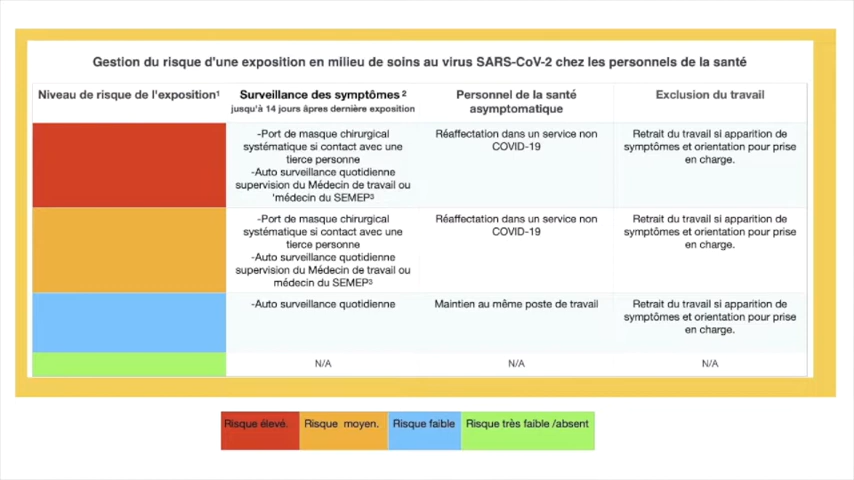 Gestion du risque d'une exposition en milieu de soins au virus SARS-CoV-2 chez les personnels de la santé
Niveau de risque de l'exposition¹
Surveillance des symptômes ²
jusqu'à 14 jours âpres dernière exposition
Personnel de la santé
asymptomatique
Exclusion du travail
-Port de masque chirurgical
systématique si contact avec une
tierce personne
-Auto surveillance quotidienne
supervision du Médecin de travail ou
'médecin du SEMEP³
Réaffectation dans un service non
COVID-19
Retrait du travail si apparition de
symptômes et orientation pour prise
en charge.
-Port de masque chirurgical
systématique si contact avec une
tierce personne
-Auto surveillance quotidienne
supervision du Médecin de travail ou
médecin du SEMEP³
Réaffectation dans un service non
COVID-19
Retrait du travail si apparition de
symptômes et orientation pour prise
en charge.
-Auto surveillance quotidienne
Maintien au même poste de travail
Retrait du travail si apparition de
symptômes et orientation pour prise
en charge.
N/A
N/A
N/A
Risque élevé.
Risque moyen.
Risque faible
Risque très faible /absent